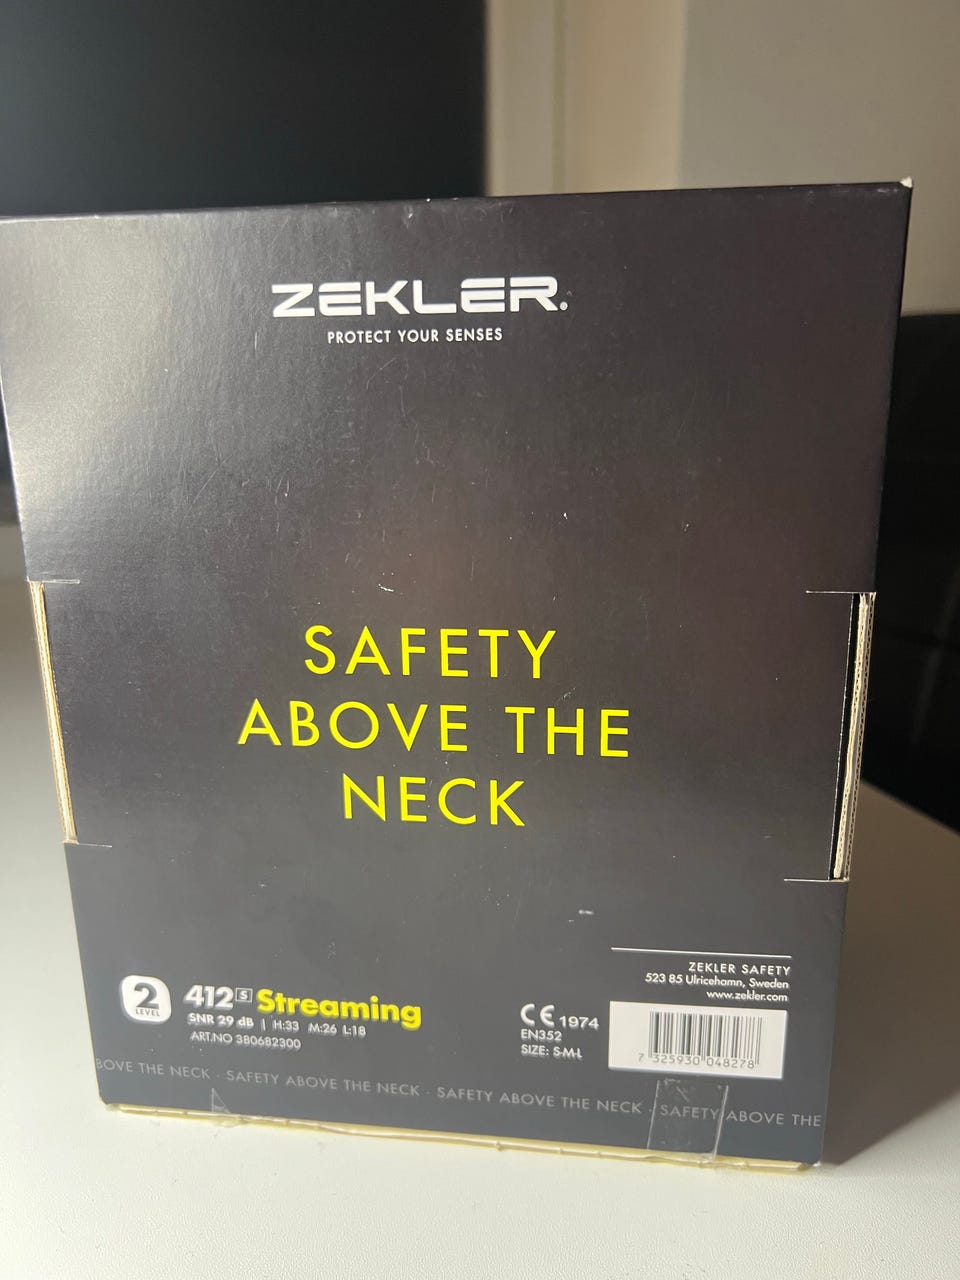 ZEKLER®
PROTECT YOUR SENSES
SAFETY
ABOVE THE
NECK
2
LEVEL
412 S Streaming
SNR 29 dB | H:33 M:26 L:18
ART.NO 380682300
CE 1974
EN352
SIZE: S-M-L
ZEKLER SAFETY
523 85 Ulricehamn, Sweden
www.zekler.com
7 325930 048278
BOVE THE NECK · SAFETY ABOVE THE NECK · SAFETY ABOVE THE NECK · SAFETY ABOVE THE